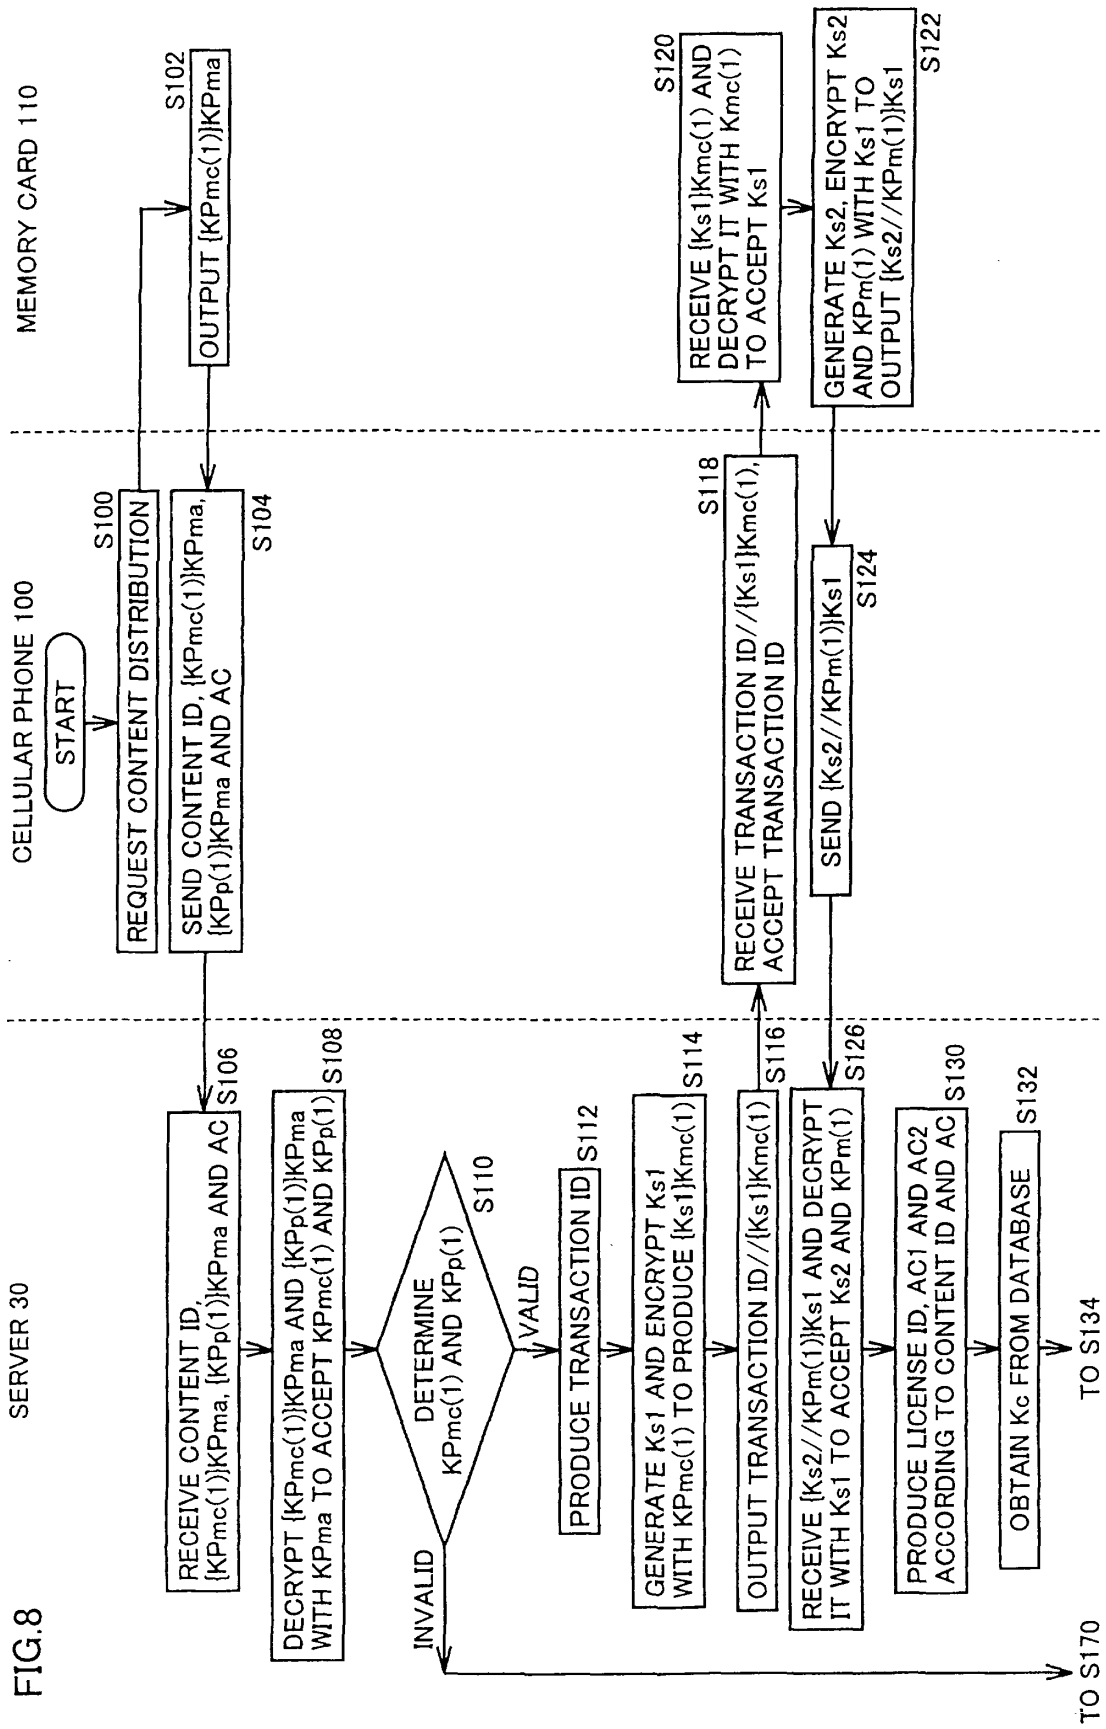 FIG.8
SERVER 30
CELLULAR PHONE 100
MEMORY CARD 110
START
S100
REQUEST CONTENT DISTRIBUTION
S102
OUTPUT {KPmc(1)}KPma
SEND CONTENT ID, {KPmc(1)}KPma,
{KPp(1)}KPma AND AC
S104
RECEIVE CONTENT ID,
{KPmc(1)}KPma, {KPp(1)}KPma AND AC
S106
DECRYPT {KPmc(1)}KPma AND {KPp(1)}KPma
WITH KPma TO ACCEPT KPmc(1) AND KPp(1)
S108
DETERMINE
KPmc(1) AND KPp(1)
S110
INVALID
VALID
PRODUCE TRANSACTION ID
S112
GENERATE Ks1 AND ENCRYPT Ks1
WITH KPmc(1) TO PRODUCE {Ks1}Kmc(1)
S114
OUTPUT TRANSACTION ID//{Ks1}Kmc(1)
S116
S118
RECEIVE TRANSACTION ID//{Ks1}Kmc(1),
ACCEPT TRANSACTION ID
S120
RECEIVE {Ks1}Kmc(1) AND
DECRYPT IT WITH Kmc(1)
TO ACCEPT Ks1
GENERATE Ks2, ENCRYPT Ks2
AND KPm(1) WITH Ks1 TO
OUTPUT {Ks2//KPm(1)}Ks1
S122
SEND {Ks2//KPm(1)}Ks1
S124
RECEIVE {Ks2//KPm(1)}Ks1 AND DECRYPT
IT WITH Ks1 TO ACCEPT Ks2 AND KPm(1)
S126
PRODUCE LICENSE ID, AC1 AND AC2
ACCORDING TO CONTENT ID AND AC
S130
OBTAIN Kc FROM DATABASE
S132
TO S170
TO S134